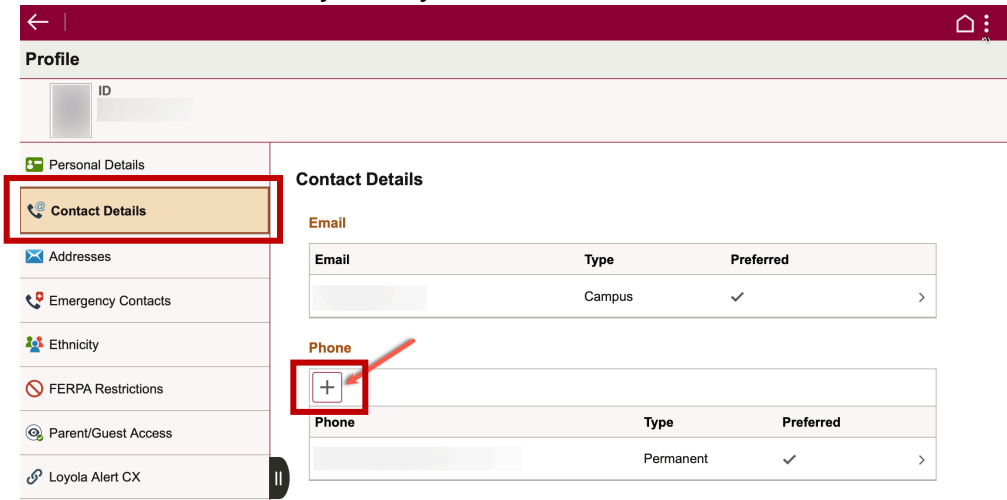 Profile
ID
Personal Details
Contact Details
Addresses
Emergency Contacts
Ethnicity
FERPA Restrictions
Parent/Guest Access
Loyola Alert CX
Contact Details
Email
Email Type Preferred
Campus
Phone
Phone Type Preferred
Permanent